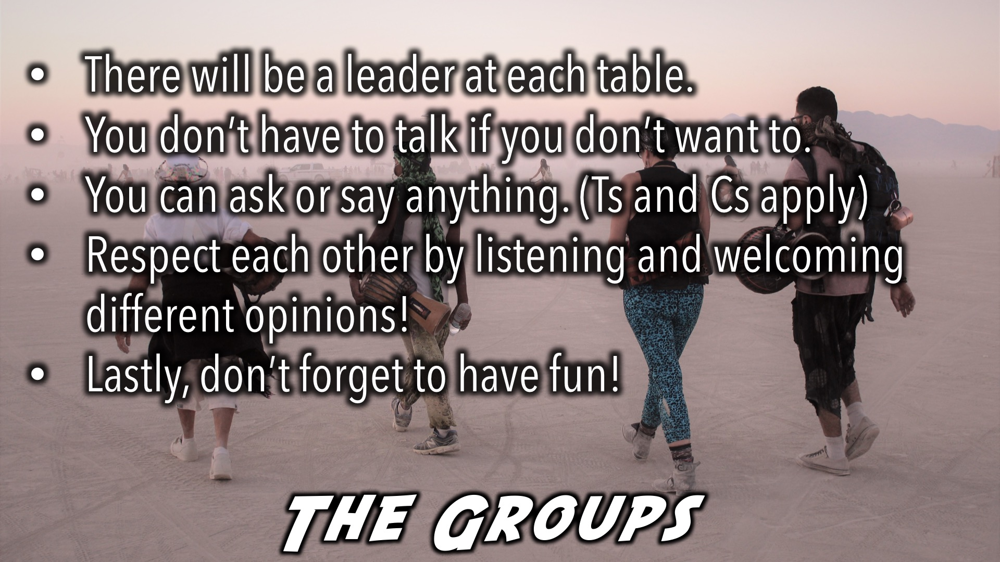 • There will be a leader at each table.
• You don’t have to talk if you don’t want to.
• You can ask or say anything. (Ts and Cs apply)
• Respect each other by listening and welcoming
different opinions!
• Lastly, don’t forget to have fun!
The Groups